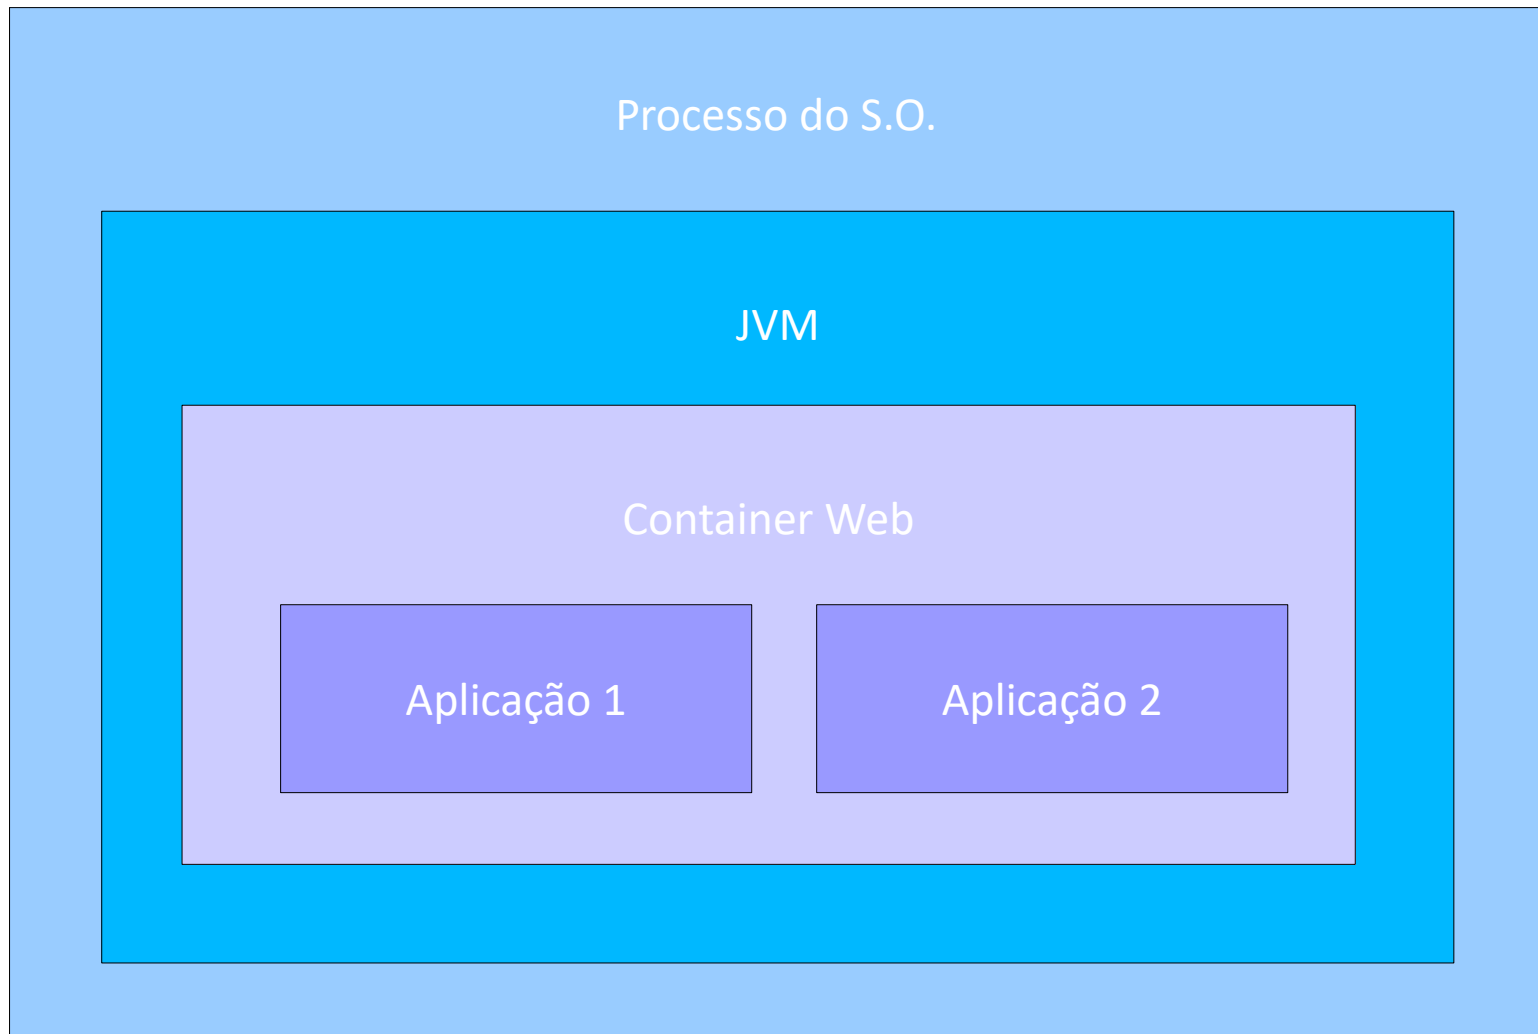 Processo do S.O.
JVM
Container Web
Aplicação 1
Aplicação 2